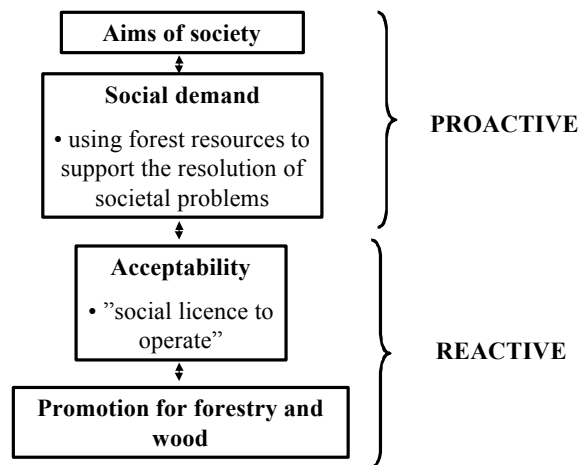 Aims of society
Social demand
• using forest resources to
support the resolution of
societal problems
PROACTIVE
Acceptability
• ”social licence to
operate”
REACTIVE
Promotion for forestry and
wood